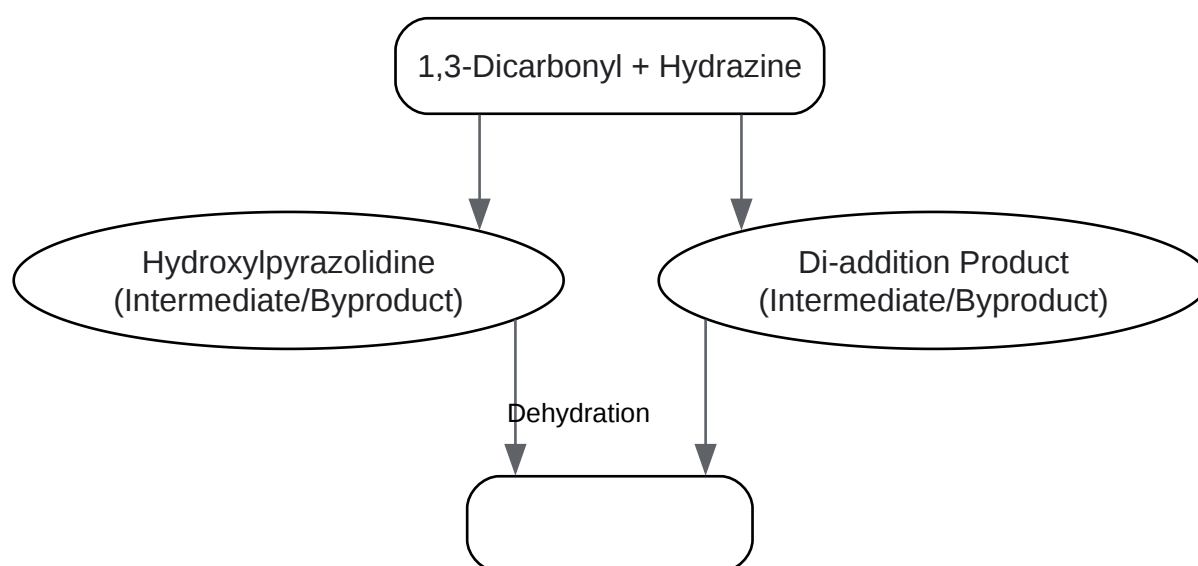 1,3-Dicarbonyl + Hydrazine
Hydroxylpyrazolidine
(Intermediate/Byproduct)
Di-addition Product
(Intermediate/Byproduct)
Dehydration